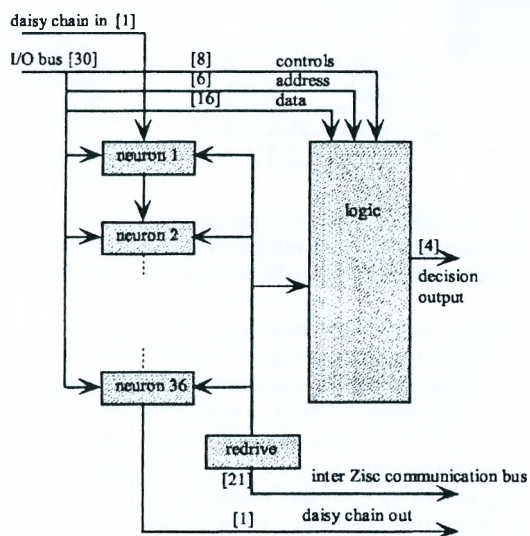 daisy chain in [1]
I/O bus [30]
[8] controls
[6] address
[16] data
neuron 1
neuron 2
logic
[4]
decision
output
neuron 36
redrive
[21]
inter Zisc communication bus
[1] daisy chain out